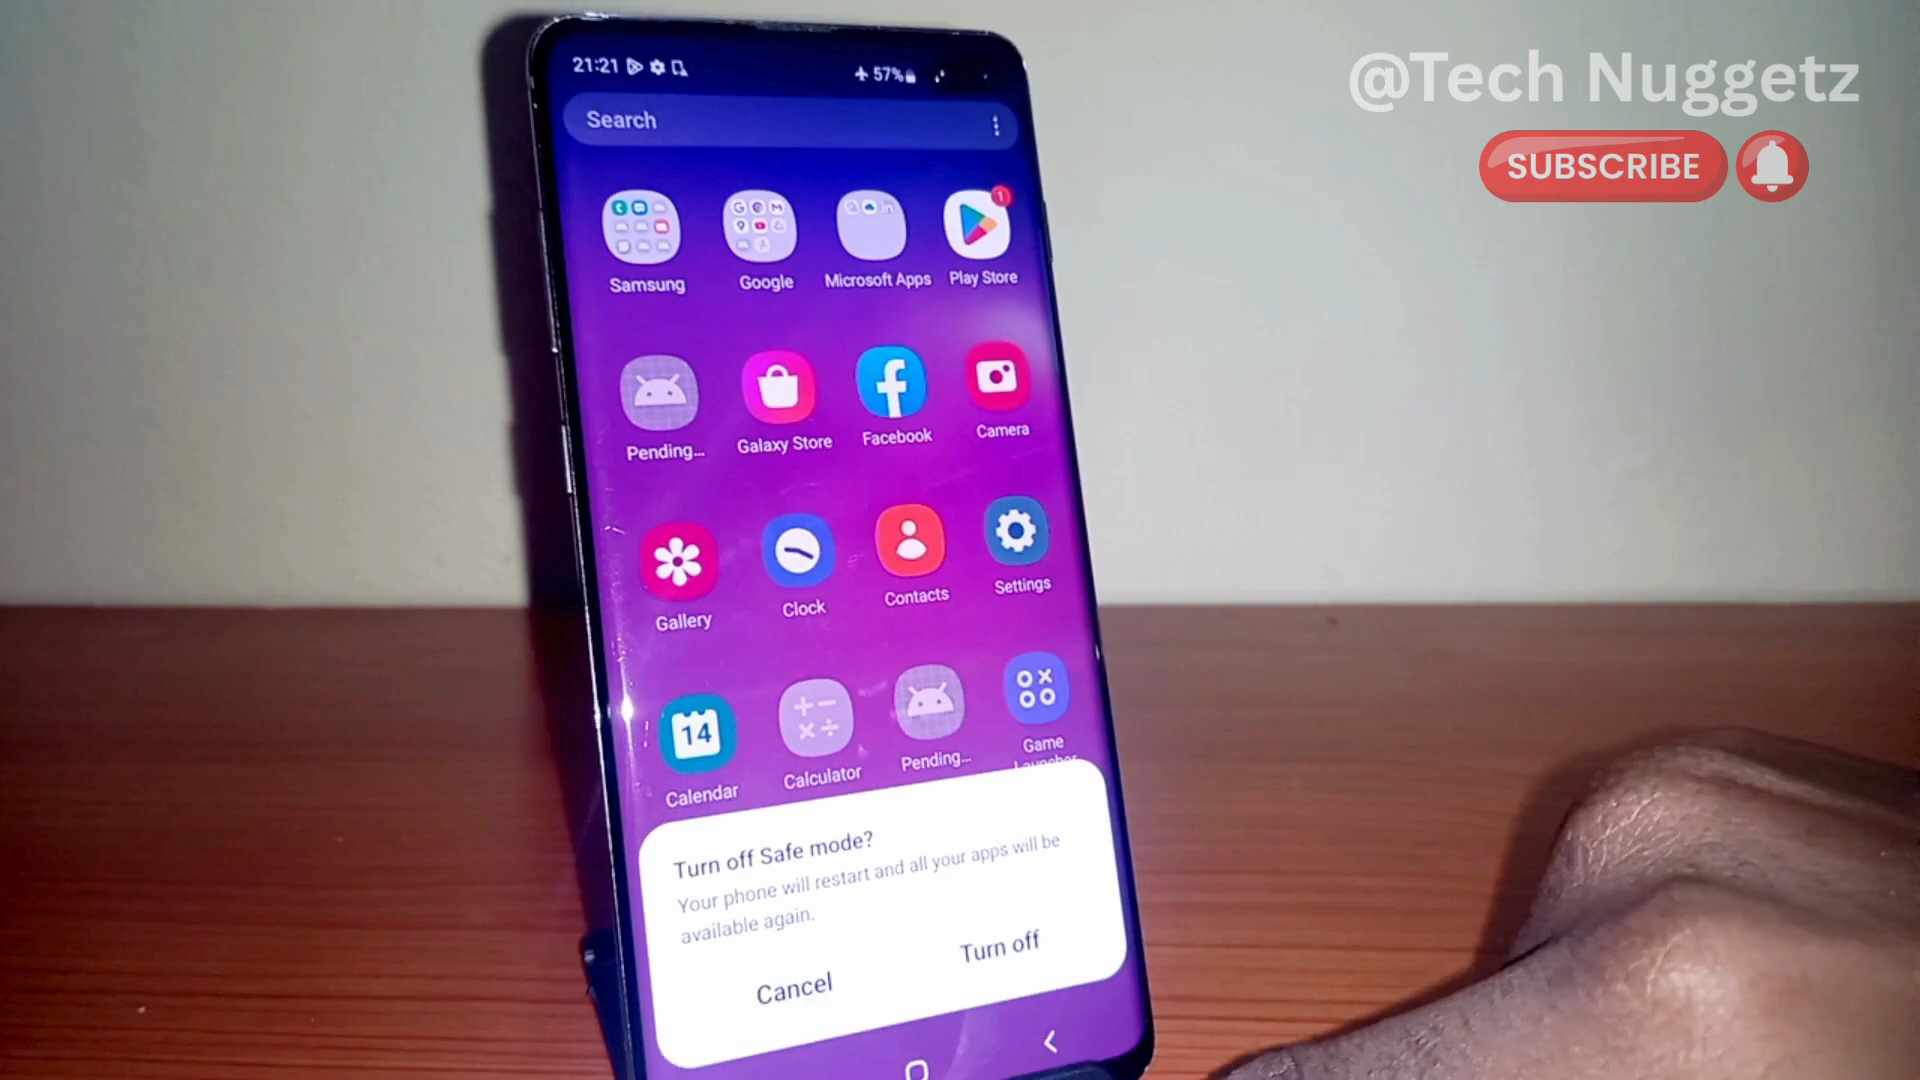 @Tech Nuggetz
SUBSCRIBE
21:21
57%
Search
1
Samsung
Google
Microsoft Apps
Play Store
Pending...
Galaxy Store
Facebook
Camera
Gallery
Clock
Contacts
Settings
14
Calendar
Calculator
Pending...
Game
Launcher
Turn off Safe mode?
Your phone will restart and all your apps will be
available again.
Cancel
Turn off